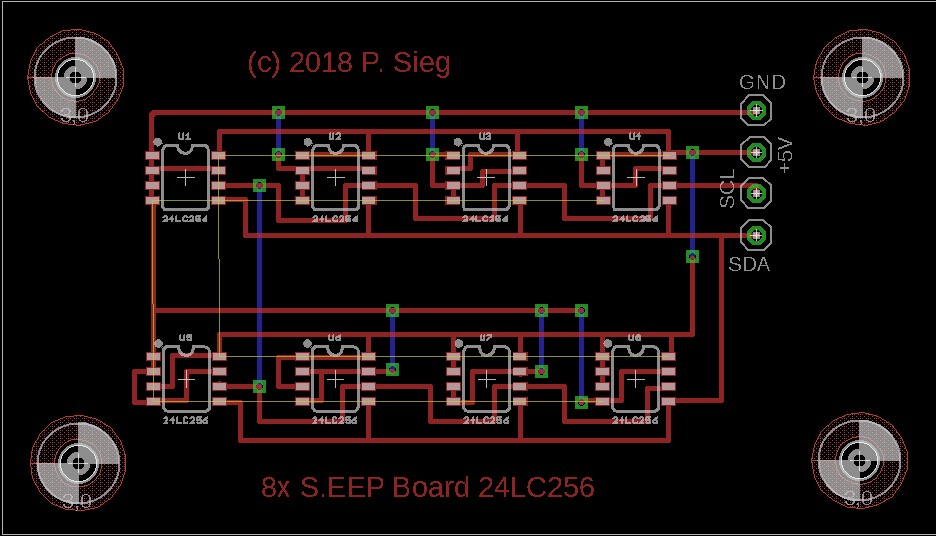 (c) 2018 P. Sieg
GND
3,0
3,0
+5V
SCL
SDA
U1
U2
U3
U4
24LC256
24LC256
24LC256
24LC256
U5
U6
U7
U8
24LC256
24LC256
24LC256
24LC256
3,0
3,0
8x S.EEP Board 24LC256